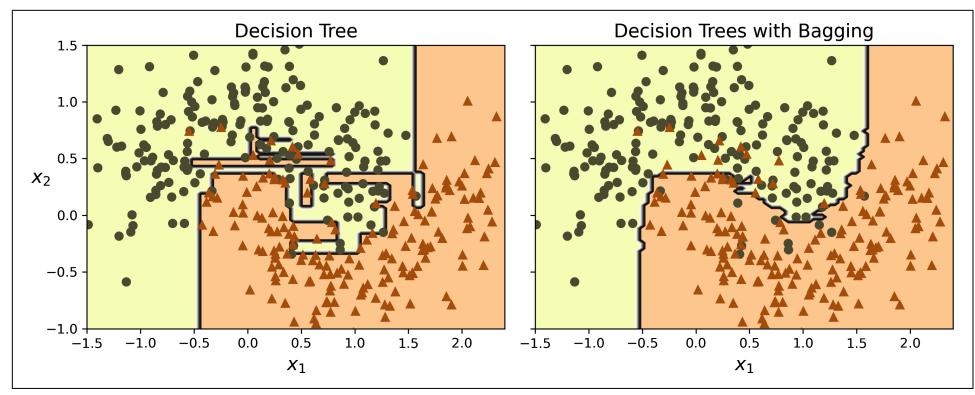 Decision Tree
Decision Trees with Bagging
1.5
1.0
0.5
0.0
−0.5
−1.0
x₂
−1.5 −1.0 −0.5 0.0 0.5 1.0 1.5 2.0
−1.5 −1.0 −0.5 0.0 0.5 1.0 1.5 2.0
x₁
x₁